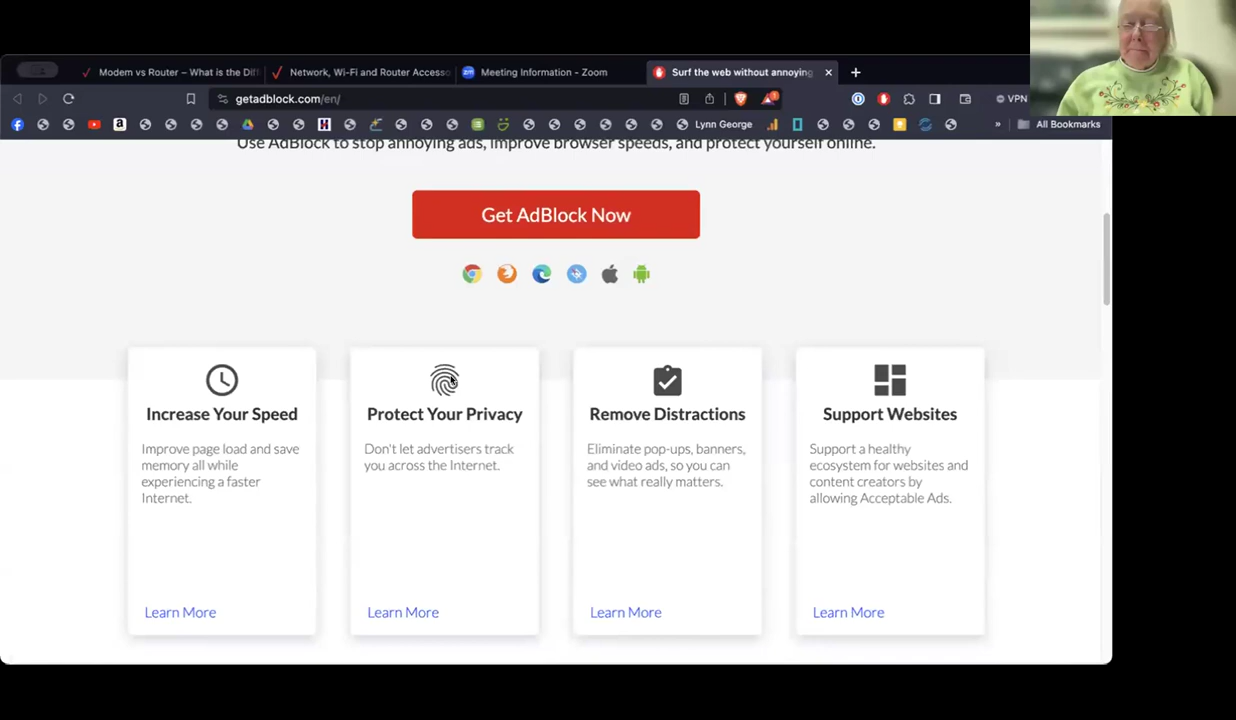 Modem vs Router – What is the Dif
Network, Wi-Fi and Router Accesso
zm Meeting Information - Zoom
Surf the web without annoying
getadblock.com/en/
VPN
Lynn George
» All Bookmarks
Use AdBlock to stop annoying ads, improve browser speeds, and protect yourself online.
Get AdBlock Now
Increase Your Speed
Improve page load and save
memory all while
experiencing a faster
Internet.
Learn More
Protect Your Privacy
Don't let advertisers track
you across the Internet.
Learn More
Remove Distractions
Eliminate pop-ups, banners,
and video ads, so you can
see what really matters.
Learn More
Support Websites
Support a healthy
ecosystem for websites and
content creators by
allowing Acceptable Ads.
Learn More